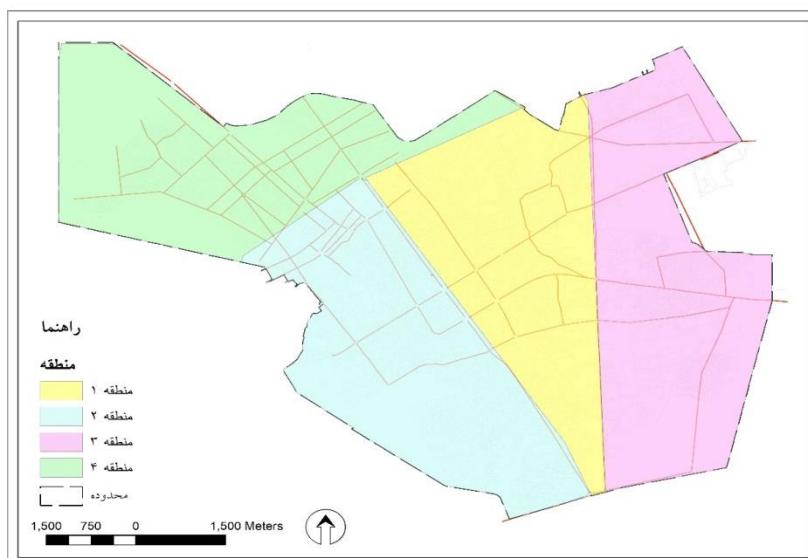 راهنما
منطقه
منطقه ۱
منطقه ۲
منطقه ۳
منطقه ۴
محدوده
1,500 750 0 1,500 Meters